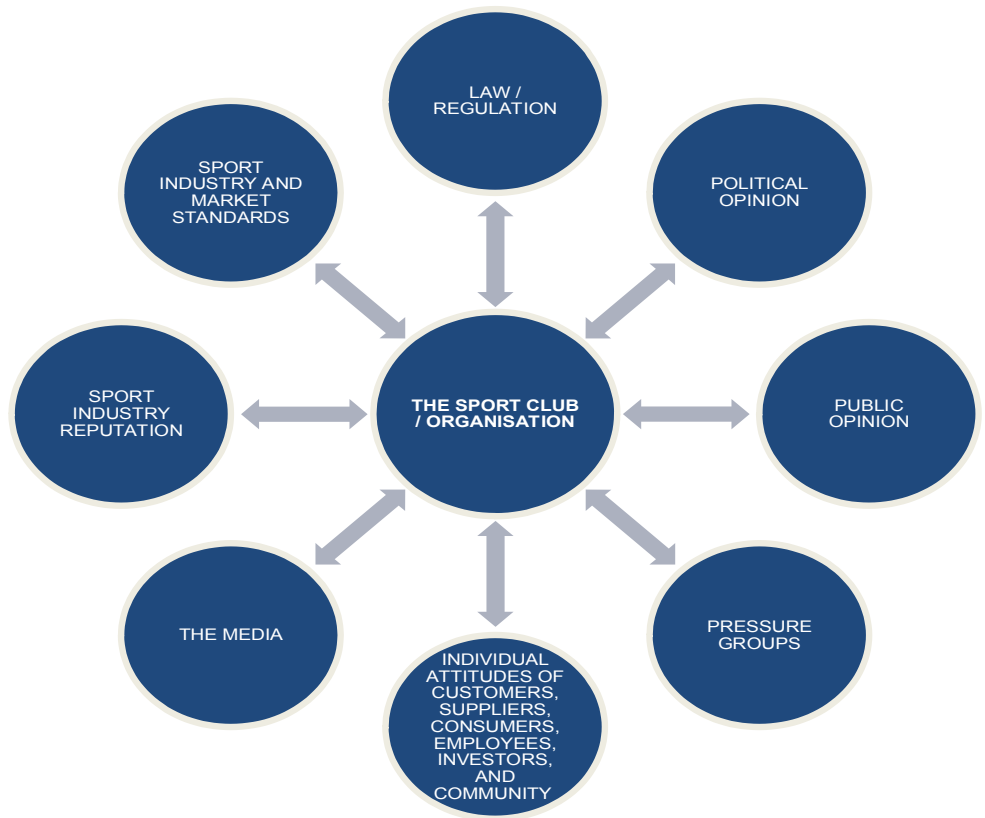 LAW /
REGULATION
SPORT
INDUSTRY AND
MARKET
STANDARDS
POLITICAL
OPINION
SPORT
INDUSTRY
REPUTATION
THE SPORT CLUB
/ ORGANISATION
PUBLIC
OPINION
THE MEDIA
PRESSURE
GROUPS
INDIVIDUAL
ATTITUDES OF
CUSTOMERS,
SUPPLIERS,
CONSUMERS,
EMPLOYEES,
INVESTORS,
AND
COMMUNITY